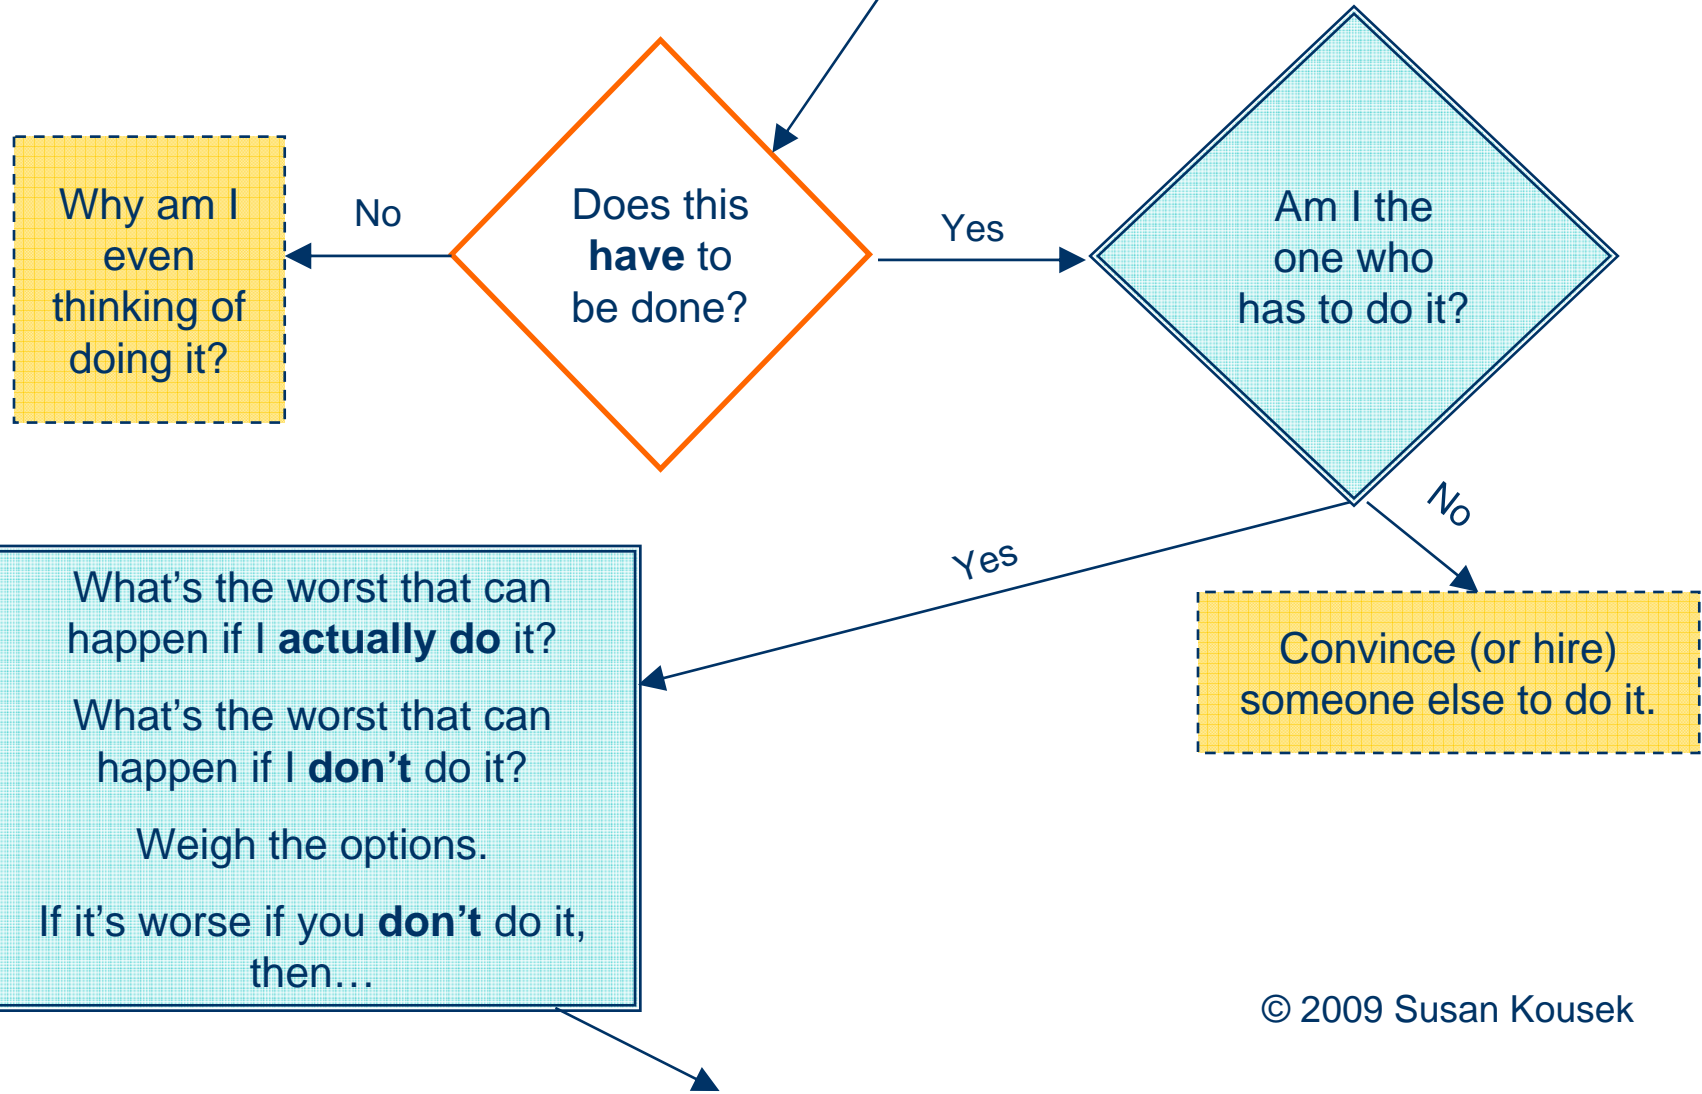 Why am I
even
thinking of
doing it?
No
Does this
have to
be done?
Yes
Am I the
one who
has to do it?
No
Yes
Convince (or hire)
someone else to do it.
What's the worst that can
happen if I actually do it?
What's the worst that can
happen if I don't do it?
Weigh the options.
If it's worse if you don't do it,
then…
© 2009 Susan Kousek